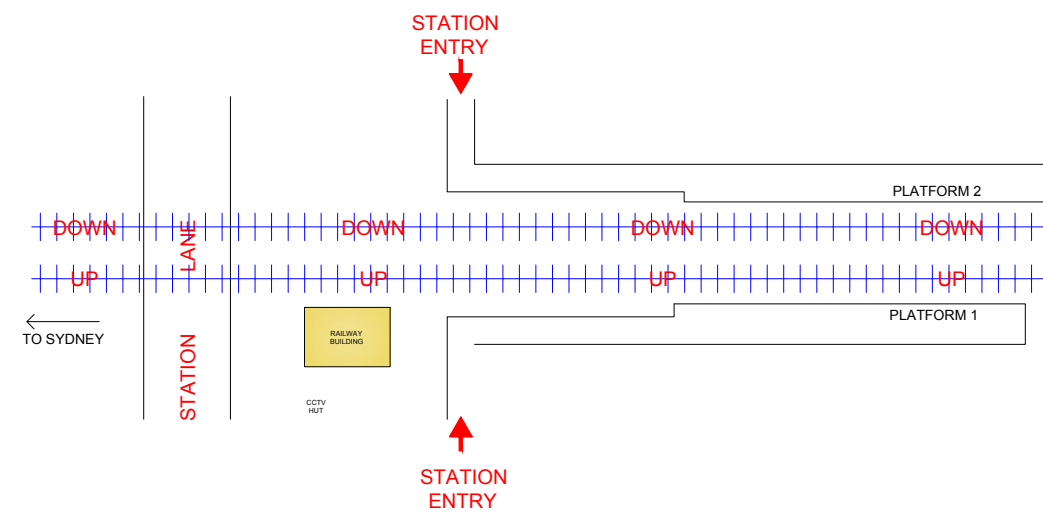 STATION
ENTRY
PLATFORM 2
DOWN
DOWN
DOWN
DOWN
STATION LANE
UP
UP
UP
UP
TO SYDNEY
RAILWAY
BUILDING
PLATFORM 1
CCTV
HUT
STATION
ENTRY